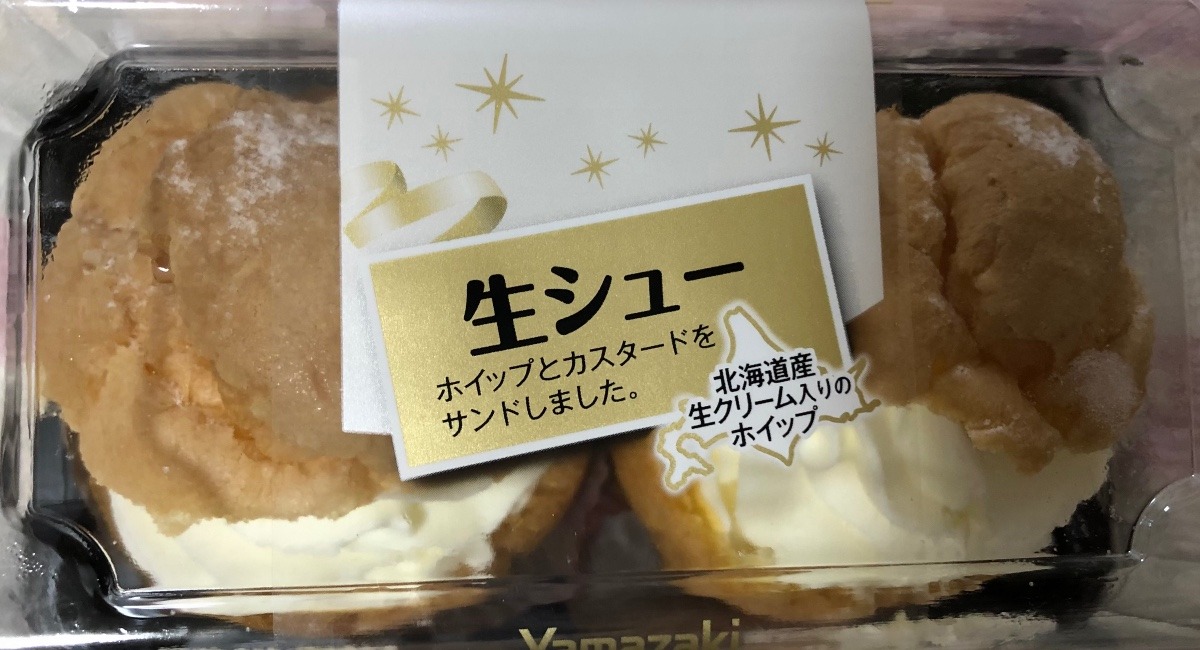 生シュー
ホイップとカスタードを
サンドしました。
北海道産
生クリーム入りの
ホイップ
Yamazaki